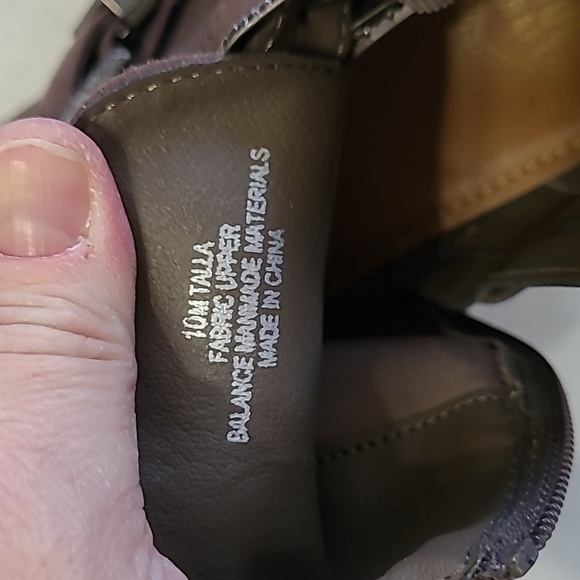 10M TALLA
FABRIC UPPER
BALANCE MANMADE MATERIALS
MADE IN CHINA